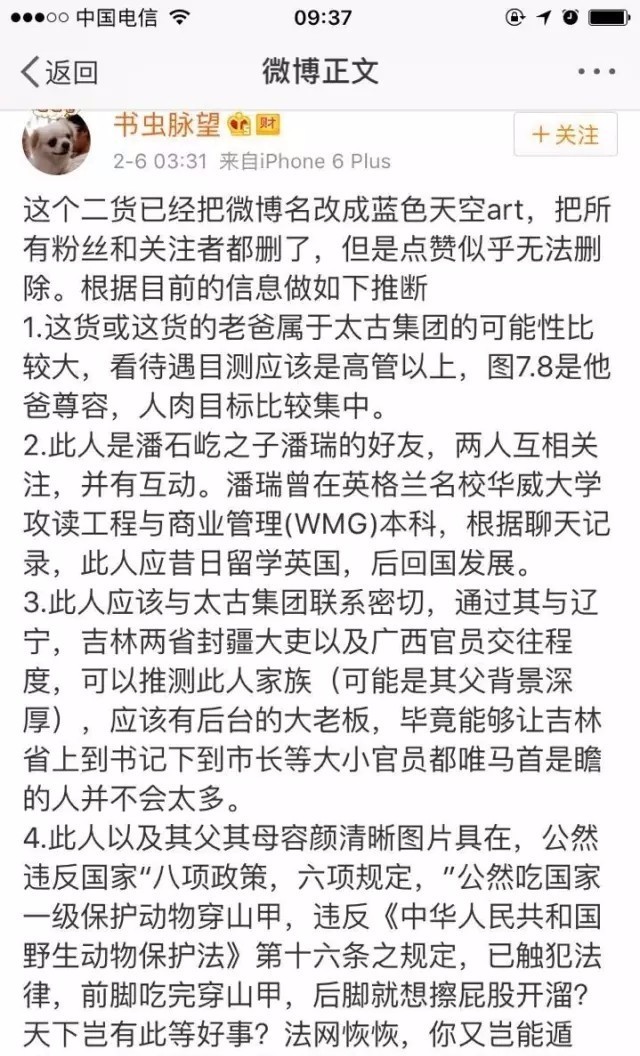 中国电信
09:37
返回
微博正文
书虫脉望
财
+关注
2-6 03:31 来自iPhone 6 Plus
这个二货已经把微博名改成蓝色天空art，把所
有粉丝和关注者都删了，但是点赞似乎无法删
除。根据目前的信息做如下推断
1.这货或这货的老爸属于太古集团的可能性比
较大，看待遇目测应该是高管以上，图7.8是他
爸尊容，人肉目标比较集中。
2.此人是潘石屹之子潘瑞的好友，两人互相关
注，并有互动。潘瑞曾在英格兰名校华威大学
攻读工程与商业管理(WMG)本科，根据聊天记
录，此人应昔日留学英国，后回国发展。
3.此人应该与太古集团联系密切，通过其与辽
宁，吉林两省封疆大吏以及广西官员交往程
度，可以推测此人家族（可能是其父背景深
厚），应该有后台的大老板，毕竟能够让吉林
省上到书记下到市长等大小官员都唯马首是瞻
的人并不会太多。
4.此人以及其父其母容颜清晰图片具在，公然
违反国家“八项政策，六项规定，”公然吃国家
一级保护动物穿山甲，违反《中华人民共和国
野生动物保护法》第十六条之规定，已触犯法
律，前脚吃完穿山甲，后脚就想擦屁股开溜？
天下岂有此等好事？法网恢恢，你又岂能遁